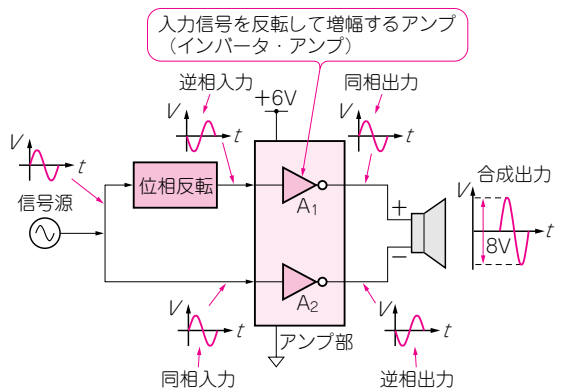 入力信号を反転して増幅するアンプ
（インバータ・アンプ）
逆相入力
同相出力
+6V
V
t
V
t
V
t
位相反転
A1
信号源
合成出力
V
8V
t
+
−
A2
アンプ部
V
t
V
t
同相入力
逆相出力